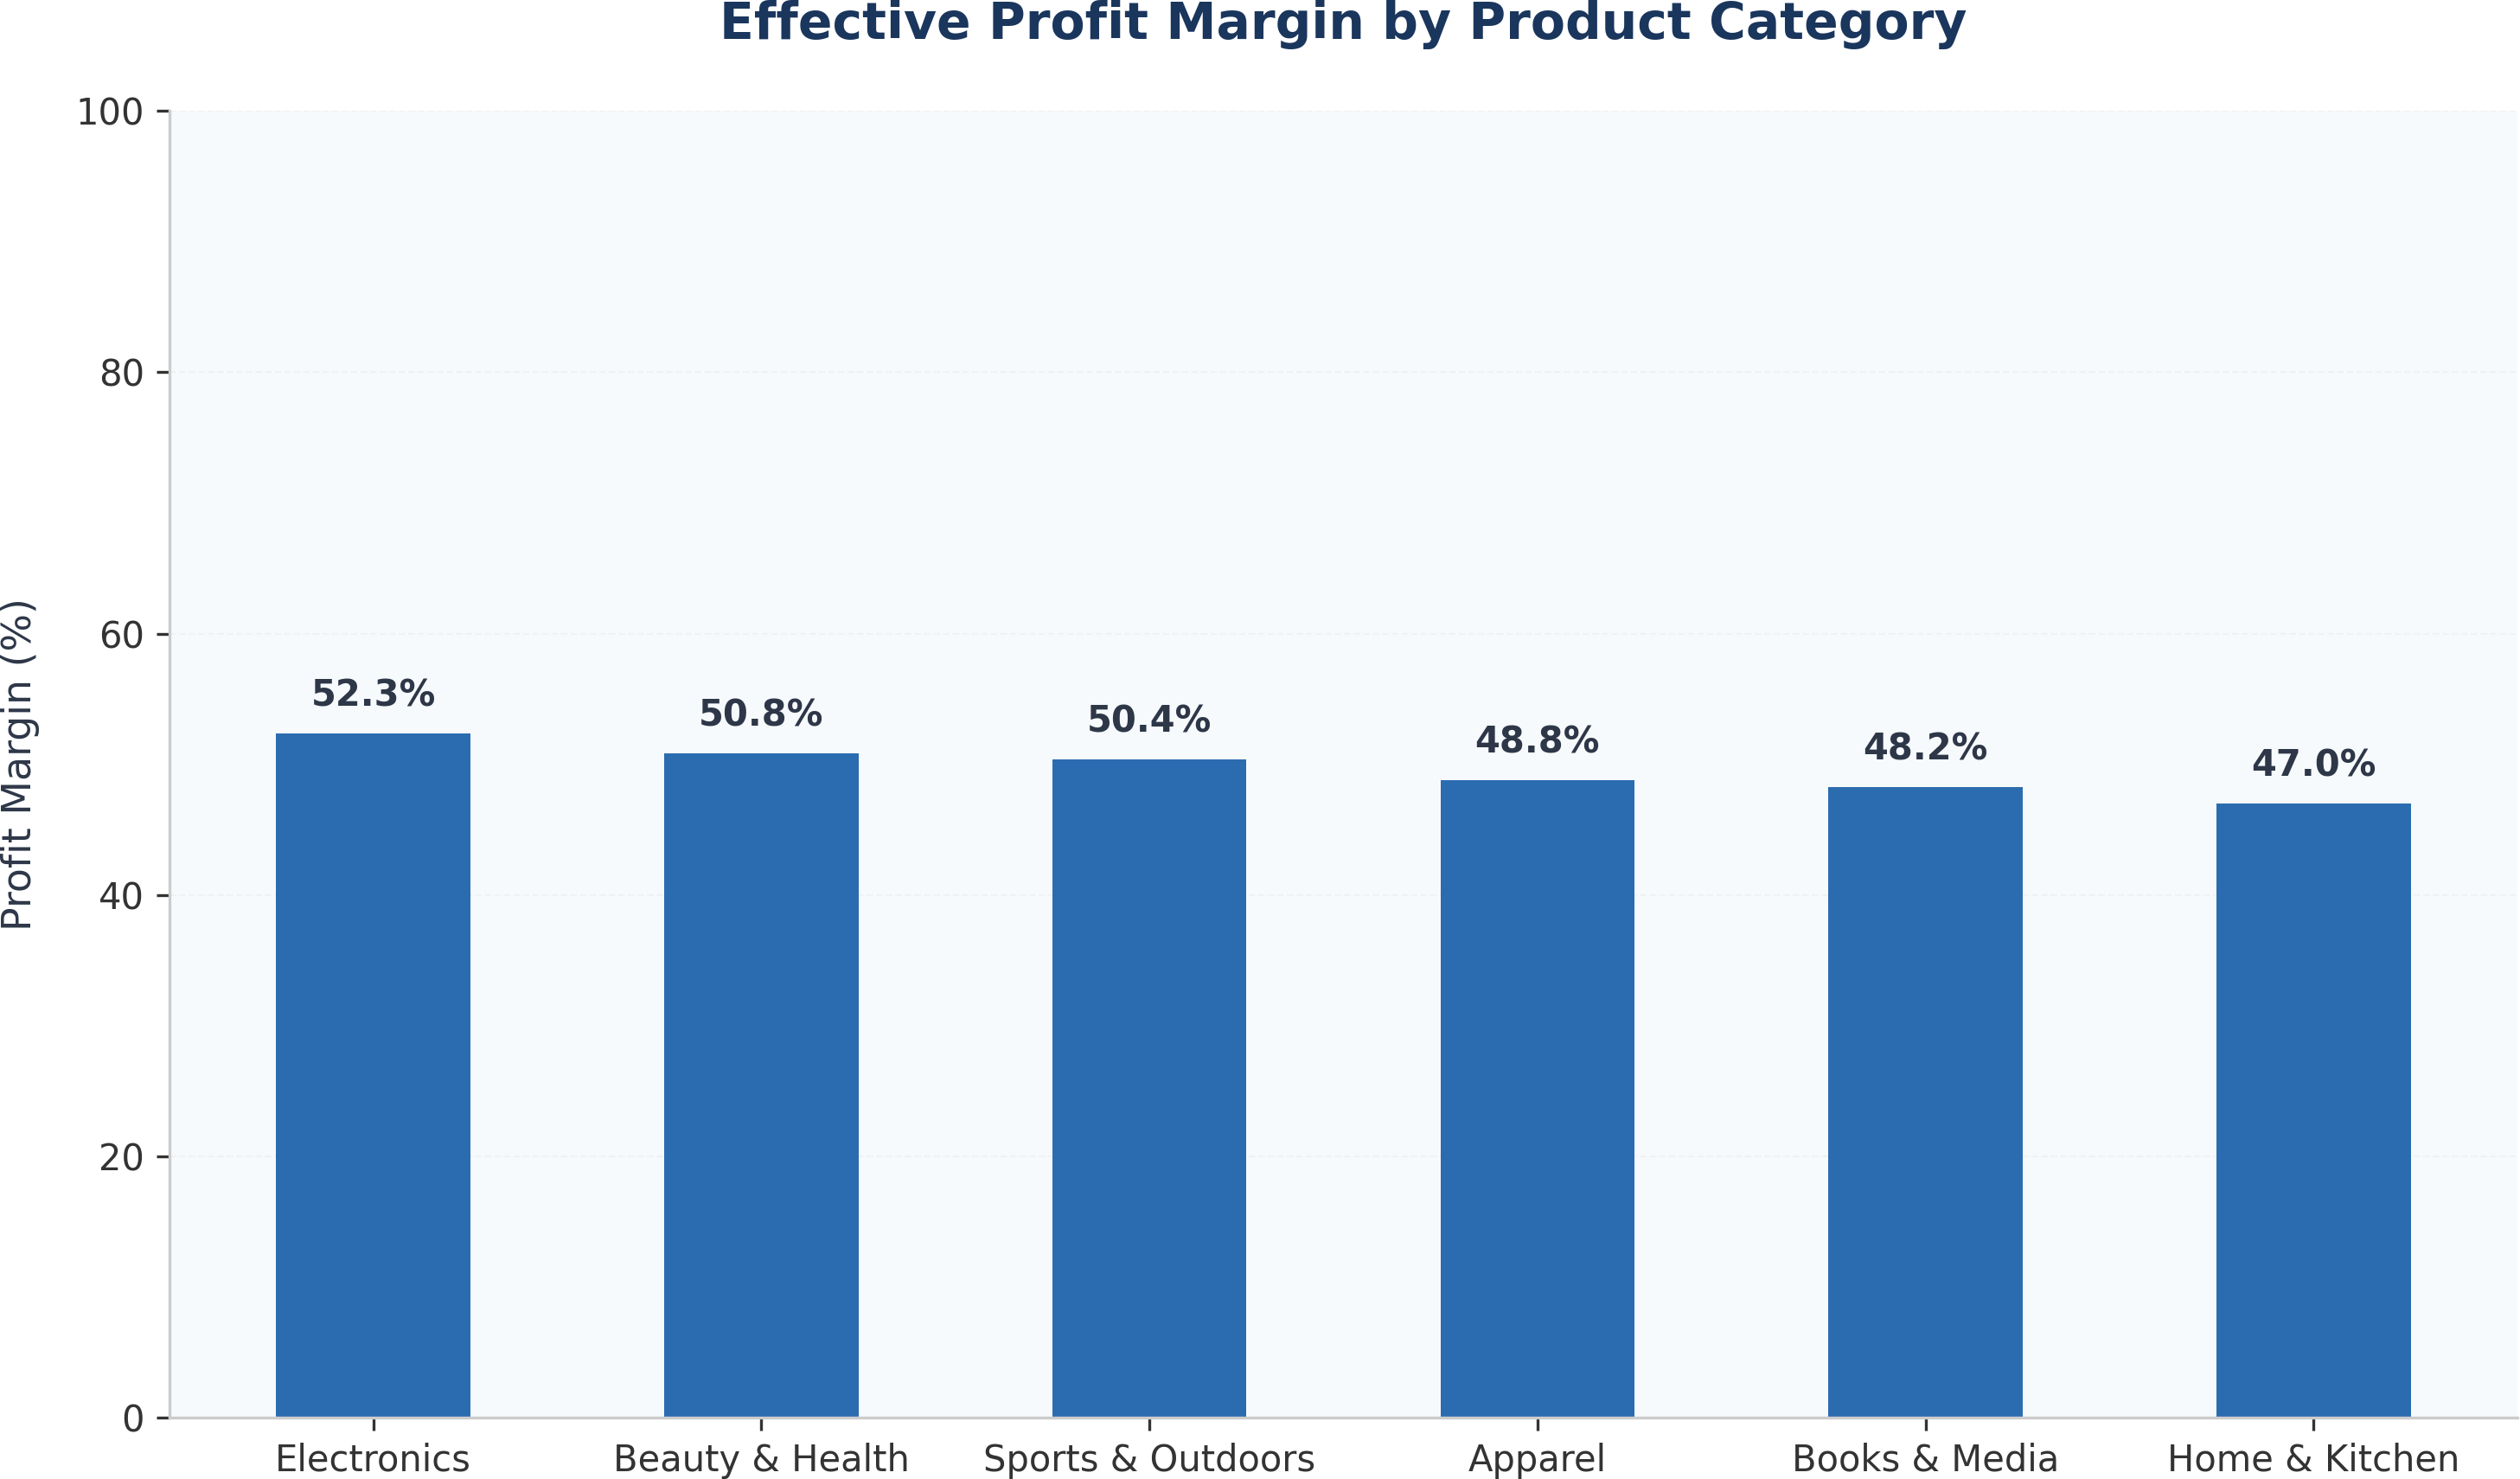 Effective Profit Margin by Product Category
Profit Margin (%)
100
80
60
40
20
0
52.3%
50.8%
50.4%
48.8%
48.2%
47.0%
Electronics
Beauty & Health
Sports & Outdoors
Apparel
Books & Media
Home & Kitchen